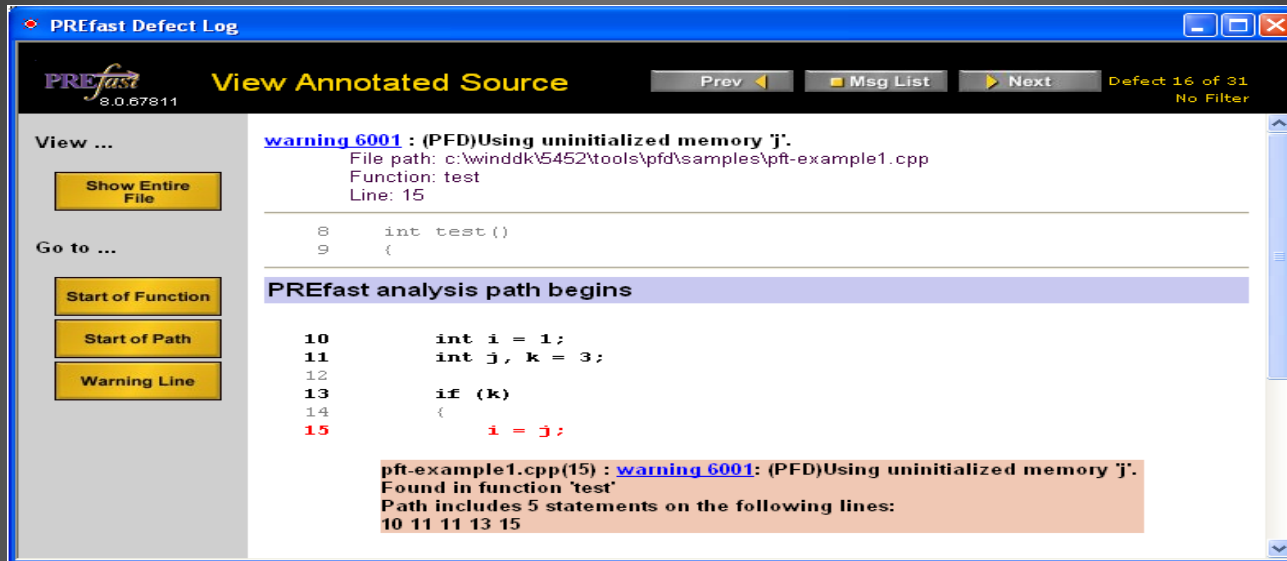 PREfast Defect Log
PREfast
8.0.67811
View Annotated Source
Prev
Msg List
Next
Defect 16 of 31
No Filter
View ...
Show Entire
File
Go to ...
Start of Function
Start of Path
Warning Line
warning 6001 : (PFD)Using uninitialized memory 'j'.
File path: c:\winddk\5452\tools\pfd\samples\pft-example1.cpp
Function: test
Line: 15
8 int test()
9 {
PREfast analysis path begins
10 int i = 1;
11 int j, k = 3;
12
13 if (k)
14 {
15 i = j;
pft-example1.cpp(15) : warning 6001: (PFD)Using uninitialized memory 'j'.
Found in function 'test'
Path includes 5 statements on the following lines:
10 11 11 13 15